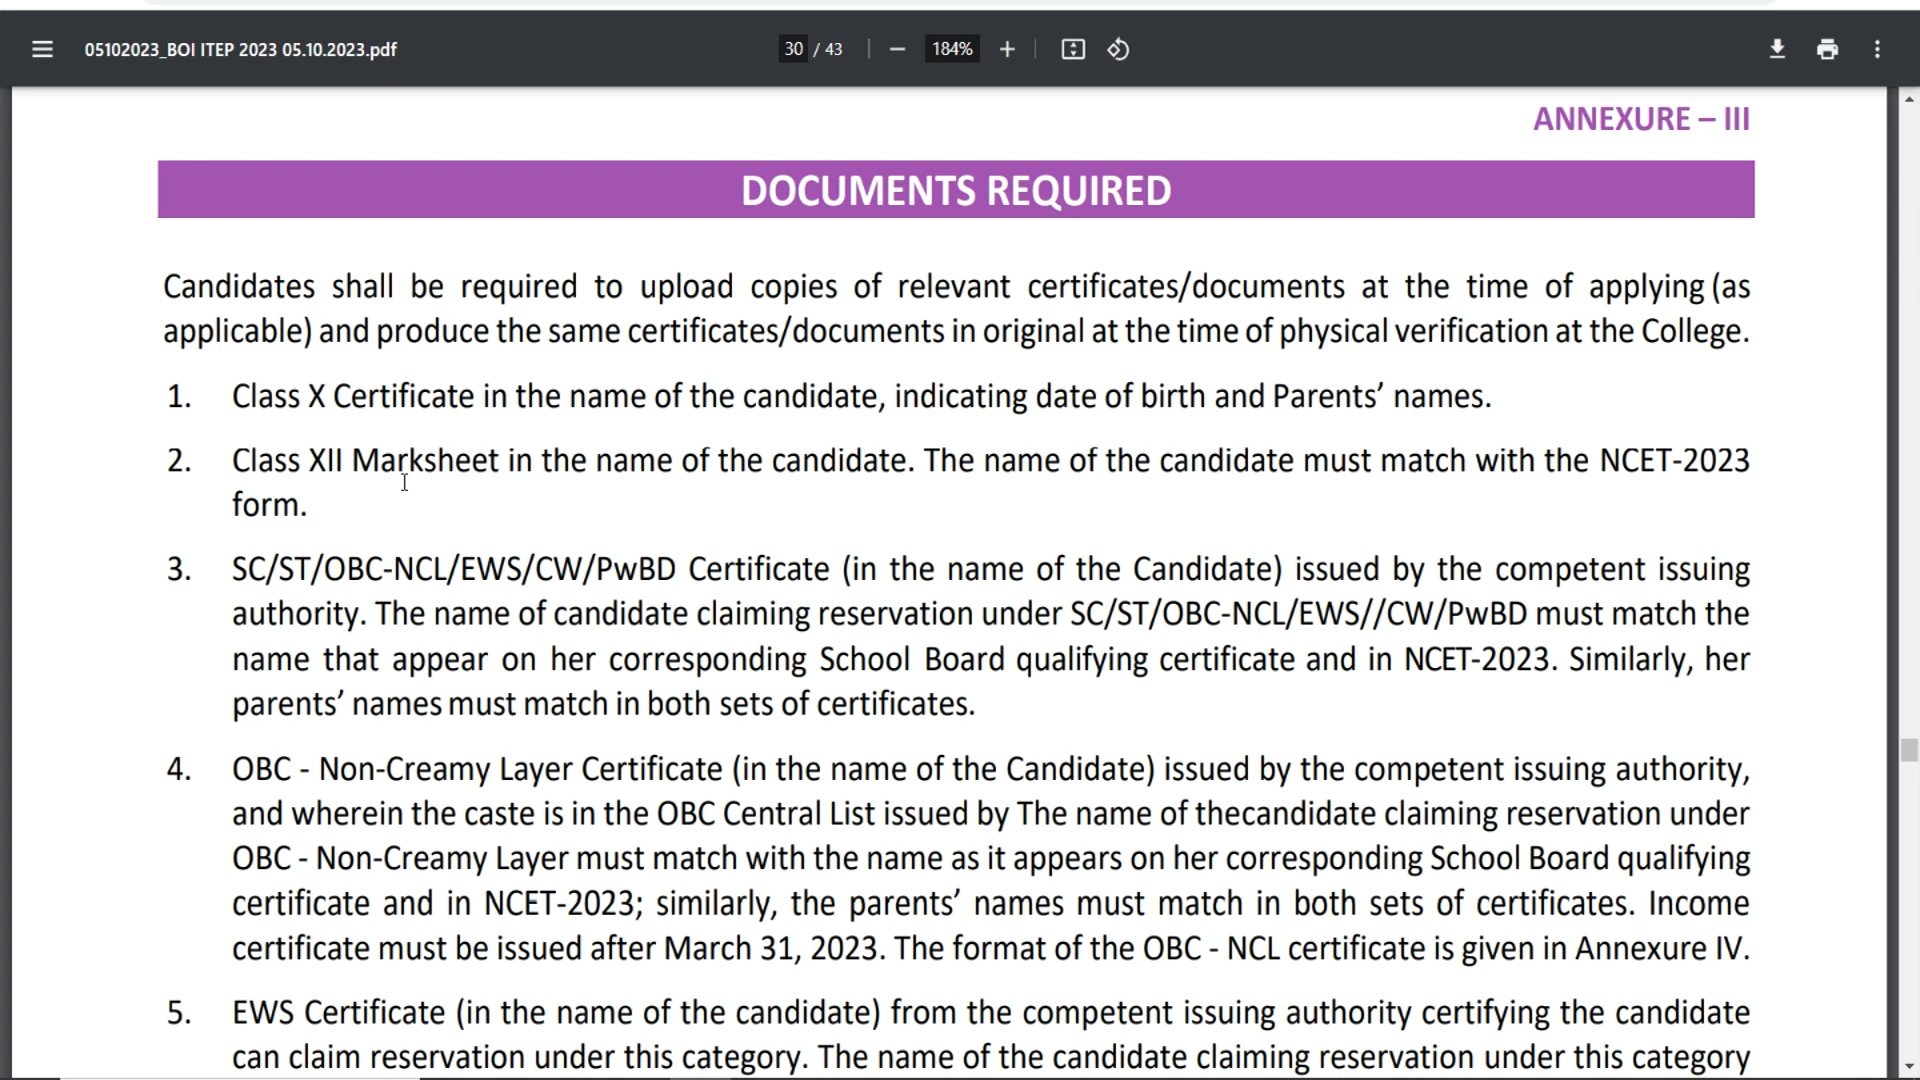 05102023_BOI ITEP 2023 05.10.2023.pdf
30 / 43
184%
ANNEXURE – III
DOCUMENTS REQUIRED
Candidates shall be required to upload copies of relevant certificates/documents at the time of applying (as
applicable) and produce the same certificates/documents in original at the time of physical verification at the College.
1. Class X Certificate in the name of the candidate, indicating date of birth and Parents’ names.
2. Class XII Marksheet in the name of the candidate. The name of the candidate must match with the NCET-2023
form.
3. SC/ST/OBC-NCL/EWS/CW/PwBD Certificate (in the name of the Candidate) issued by the competent issuing
authority. The name of candidate claiming reservation under SC/ST/OBC-NCL/EWS//CW/PwBD must match the
name that appear on her corresponding School Board qualifying certificate and in NCET-2023. Similarly, her
parents’ names must match in both sets of certificates.
4. OBC - Non-Creamy Layer Certificate (in the name of the Candidate) issued by the competent issuing authority,
and wherein the caste is in the OBC Central List issued by The name of thecandidate claiming reservation under
OBC - Non-Creamy Layer must match with the name as it appears on her corresponding School Board qualifying
certificate and in NCET-2023; similarly, the parents’ names must match in both sets of certificates. Income
certificate must be issued after March 31, 2023. The format of the OBC - NCL certificate is given in Annexure IV.
5. EWS Certificate (in the name of the candidate) from the competent issuing authority certifying the candidate
can claim reservation under this category. The name of the candidate claiming reservation under this category